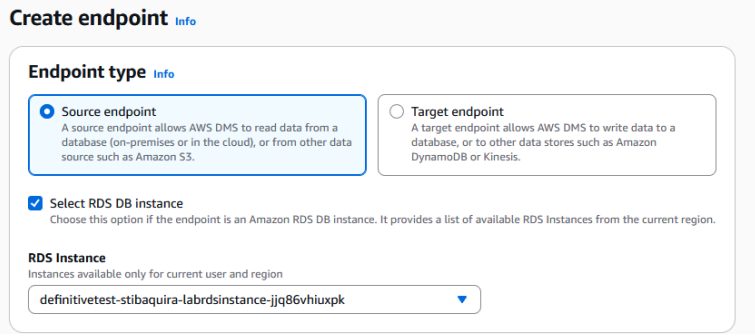 Create endpoint Info
Endpoint type Info
Source endpoint
A source endpoint allows AWS DMS to read data from a
database (on-premises or in the cloud), or from other data
source such as Amazon S3.
Target endpoint
A target endpoint allows AWS DMS to write data to a
database, or to other data stores such as Amazon
DynamoDB or Kinesis.
Select RDS DB instance
Choose this option if the endpoint is an Amazon RDS DB instance. It provides a list of available RDS Instances from the current region.
RDS Instance
Instances available only for current user and region
definitivetest-stibaquira-labrdsinstance-jjq86vhiuxpk